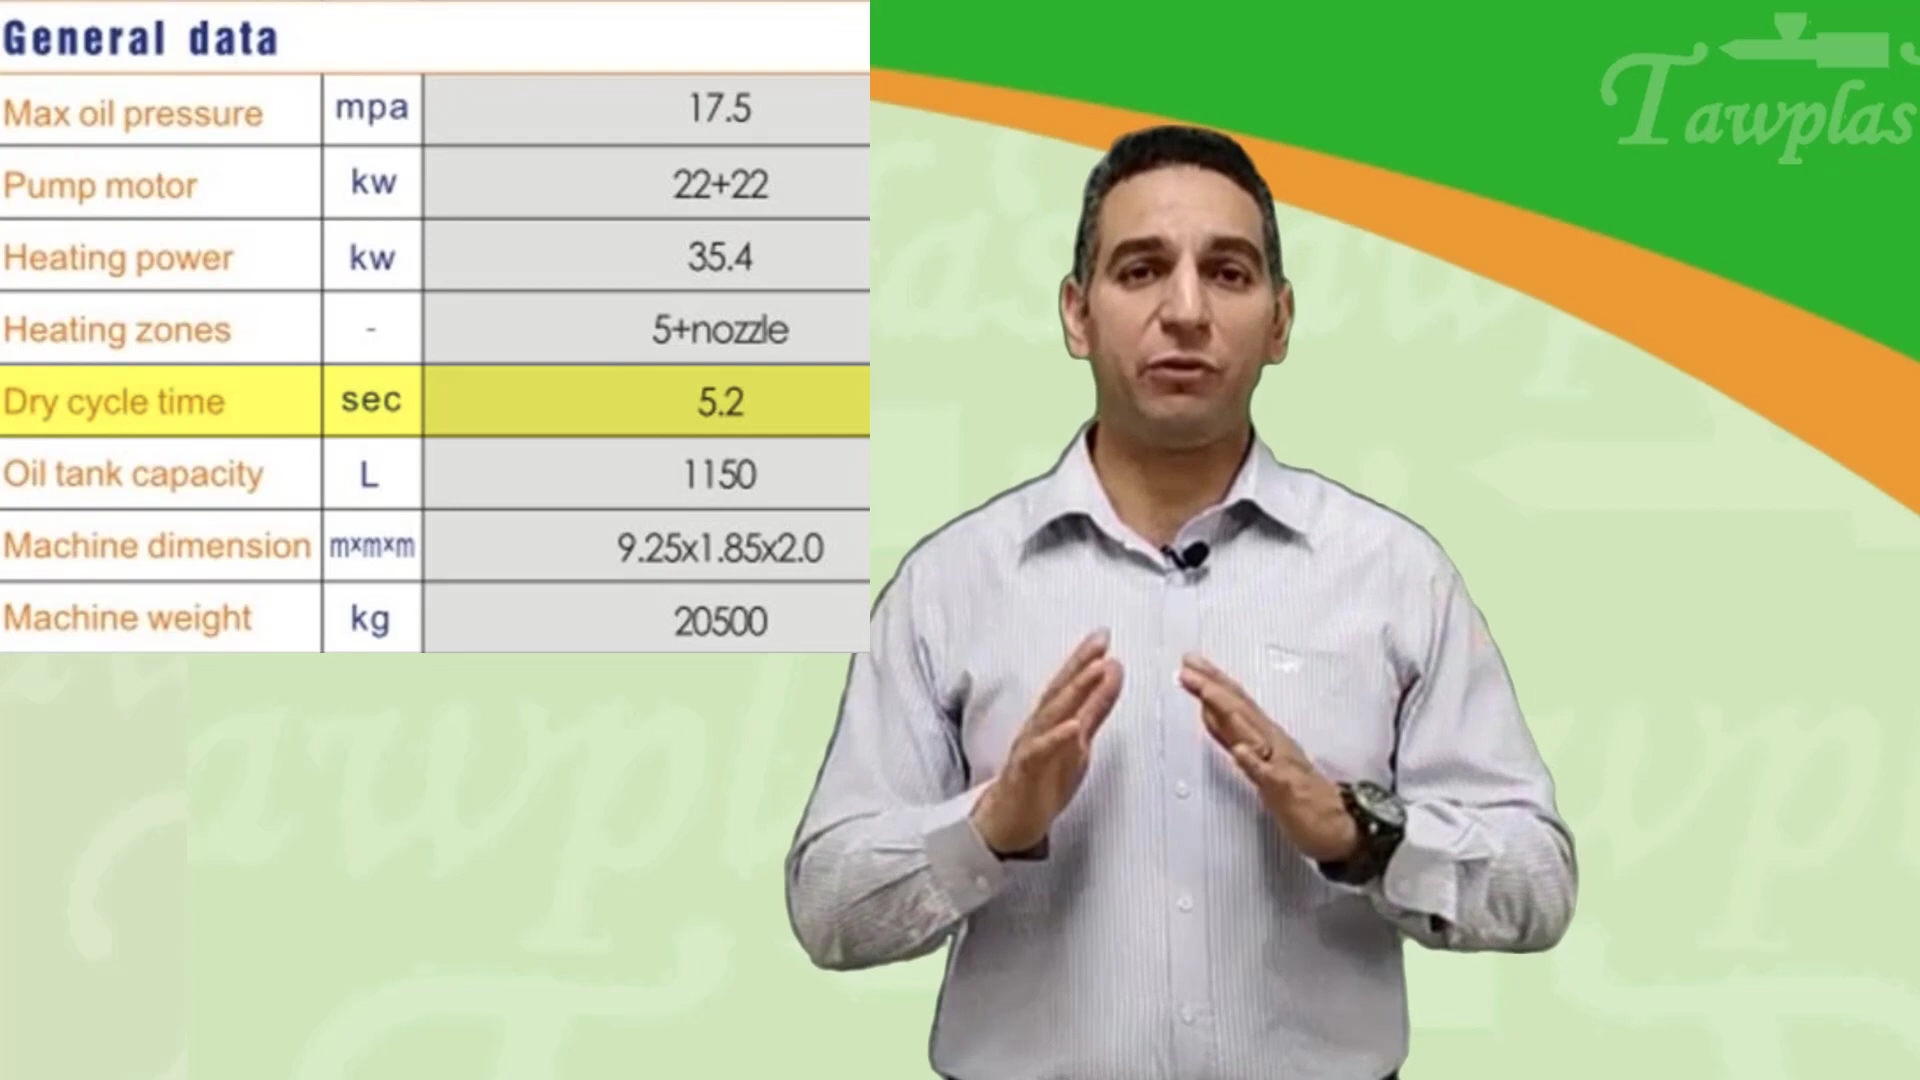 General data
Max oil pressure mpa 17.5
Pump motor kw 22+22
Heating power kw 35.4
Heating zones - 5+nozzle
Dry cycle time sec 5.2
Oil tank capacity L 1150
Machine dimension m×m×m 9.25x1.85x2.0
Machine weight kg 20500
Tawplas